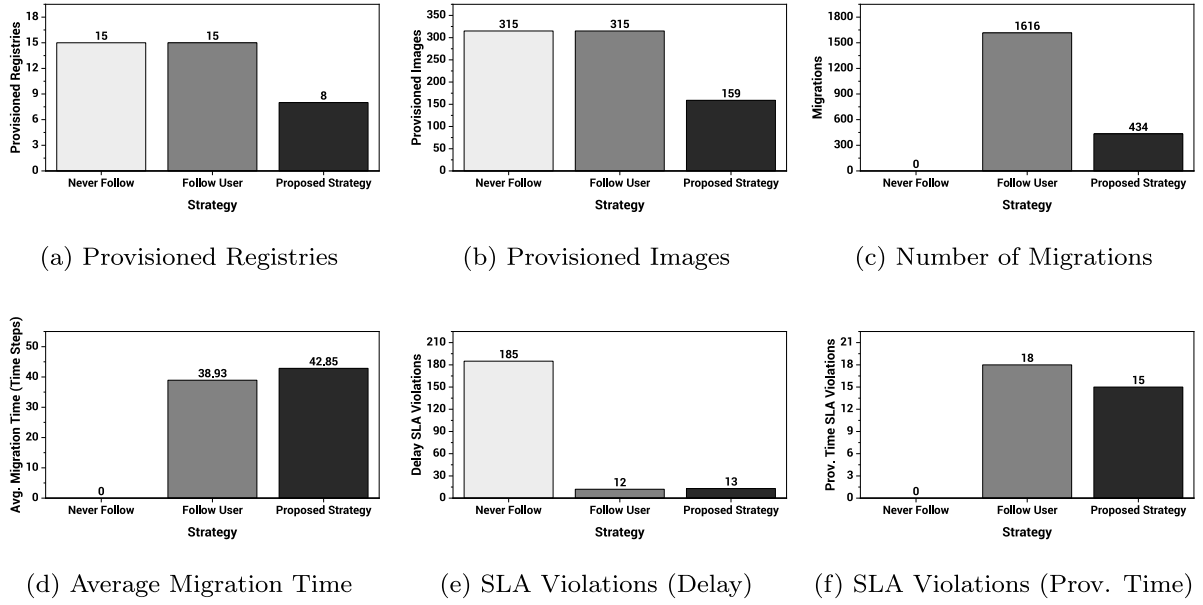 Provisioned Registries
18
15
12
9
6
3
0
15
15
8
Never Follow
Follow User
Proposed Strategy
Strategy
(a) Provisioned Registries
Provisioned Images
350
300
250
200
150
100
50
0
315
315
159
Never Follow
Follow User
Proposed Strategy
Strategy
(b) Provisioned Images
Migrations
1800
1500
1200
900
600
300
0
0
1616
434
Never Follow
Follow User
Proposed Strategy
Strategy
(c) Number of Migrations
Avg. Migration Time (Time Steps)
50
40
30
20
10
0
0
38.93
42.85
Never Follow
Follow User
Proposed Strategy
Strategy
(d) Average Migration Time
Delay SLA Violations
210
180
150
120
90
60
30
0
185
12
13
Never Follow
Follow User
Proposed Strategy
Strategy
(e) SLA Violations (Delay)
Prov. Time SLA Violations
21
18
15
12
9
6
3
0
0
18
15
Never Follow
Follow User
Proposed Strategy
Strategy
(f) SLA Violations (Prov. Time)